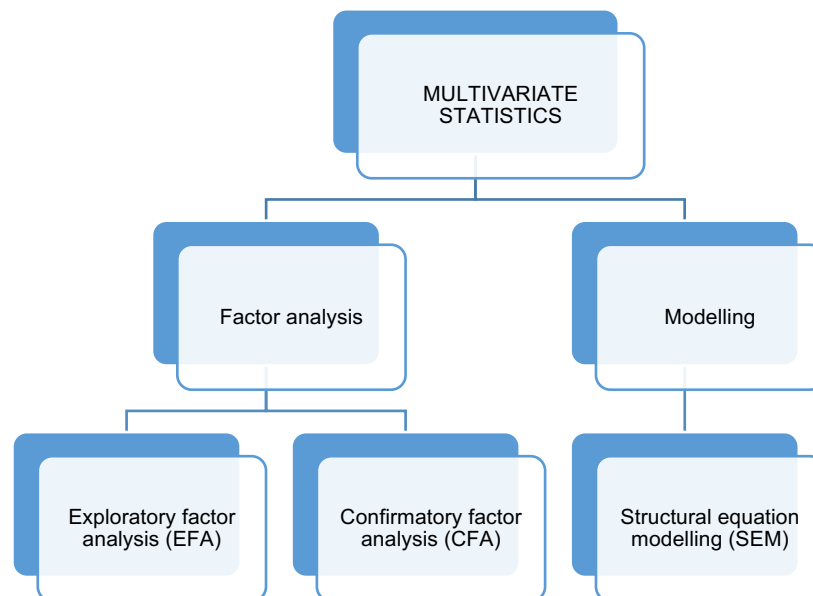 MULTIVARIATE
STATISTICS
Factor analysis
Modelling
Exploratory factor
analysis (EFA)
Confirmatory factor
analysis (CFA)
Structural equation
modelling (SEM)